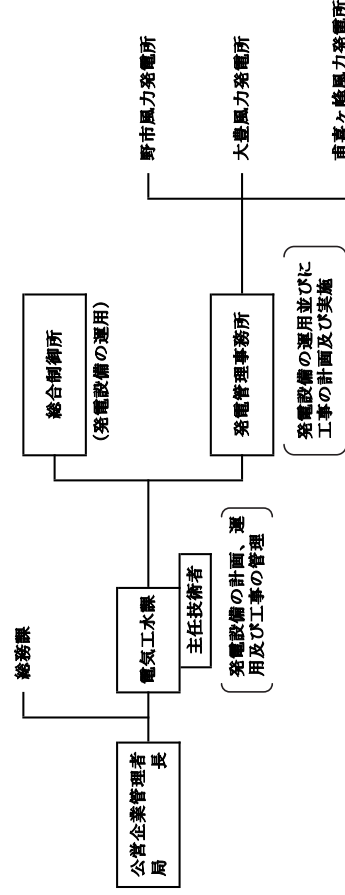 公営企業管理者
局　　　　　長
総務課
電気工水課
主任技術者
発電設備の計画、運
用及び工事の管理
総合制御所
(発電設備の運用)
発電管理事務所
発電設備の運用並びに
工事の計画及び実施
野市風力発電所
大豊風力発電所
甫喜ヶ峰風力発電所